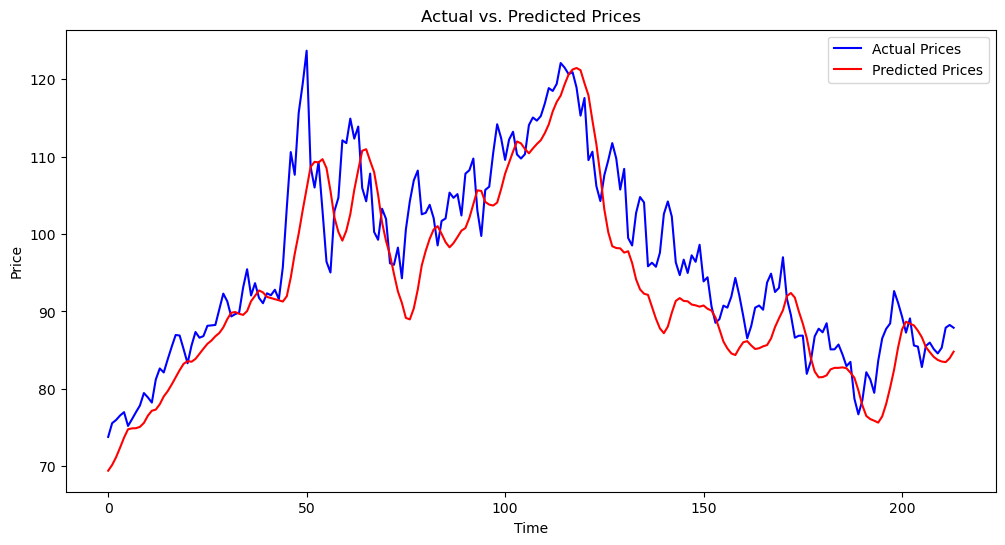 Actual vs. Predicted Prices
Actual Prices
Predicted Prices
120
110
100
90
80
70
Price
0 50 100 150 200
Time